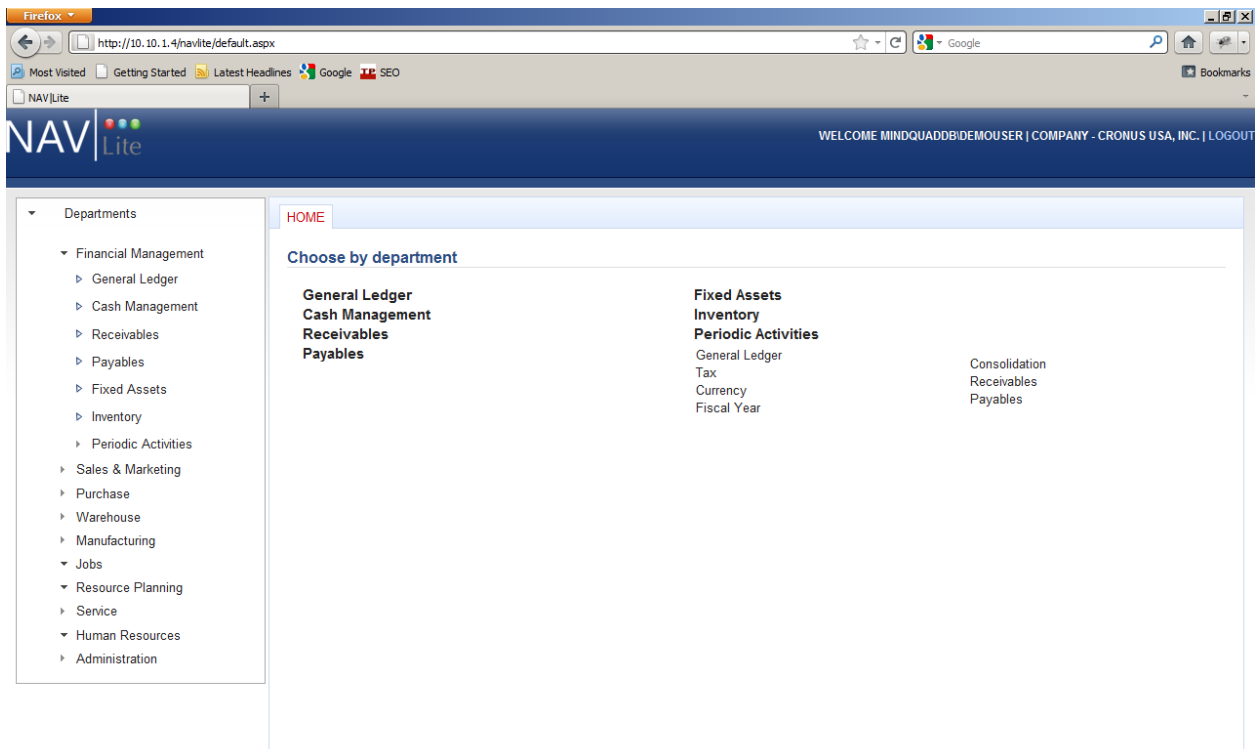 Firefox
http://10.10.1.4/navlite/default.aspx
Google
Most Visited Getting Started Latest Headlines Google SEO
Bookmarks
NAV|Lite
NAV|Lite
WELCOME MINDQUADDB\DEMOUSER | COMPANY - CRONUS USA, INC. | LOGOUT
Departments
Financial Management
General Ledger
Cash Management
Receivables
Payables
Fixed Assets
Inventory
Periodic Activities
Sales & Marketing
Purchase
Warehouse
Manufacturing
Jobs
Resource Planning
Service
Human Resources
Administration
HOME
Choose by department
General Ledger
Cash Management
Receivables
Payables
Fixed Assets
Inventory
Periodic Activities
General Ledger
Tax
Currency
Fiscal Year
Consolidation
Receivables
Payables